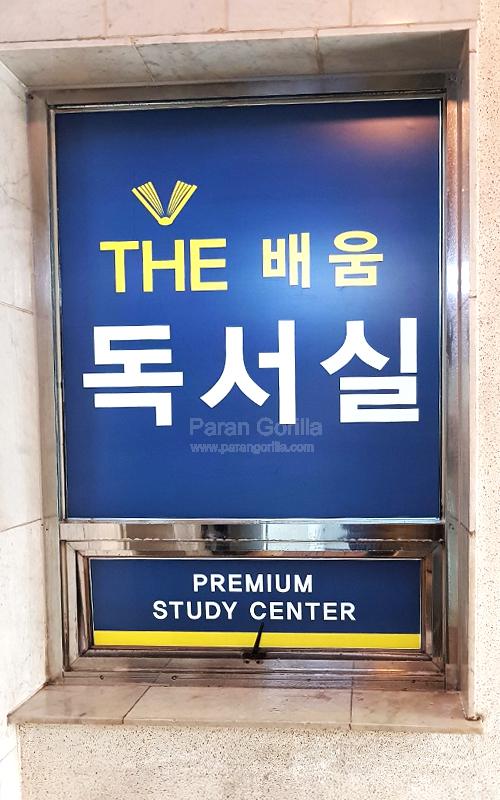 THE 배움
독서실
Paran Gorilla
www.parangorilla.com
PREMIUM
STUDY CENTER